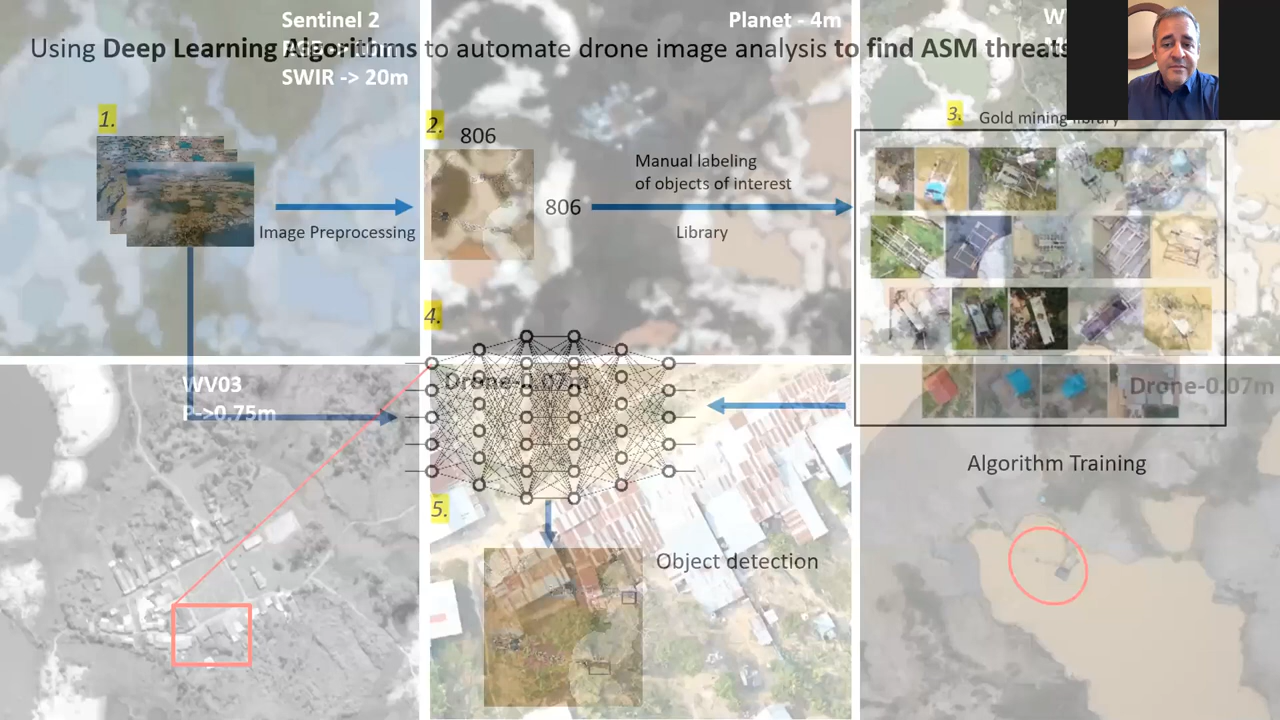 Sentinel 2
Planet - 4m
Using Deep Learning Algorithms to automate drone image analysis to find ASM threats
SWIR -> 20m
1.
2.
806
3.
Gold mining library
Manual labeling
of objects of interest
806
Image Preprocessing
Library
4.
WV03
P->0.75m
Drone-0.07m
Drone-0.07m
Algorithm Training
5.
Object detection